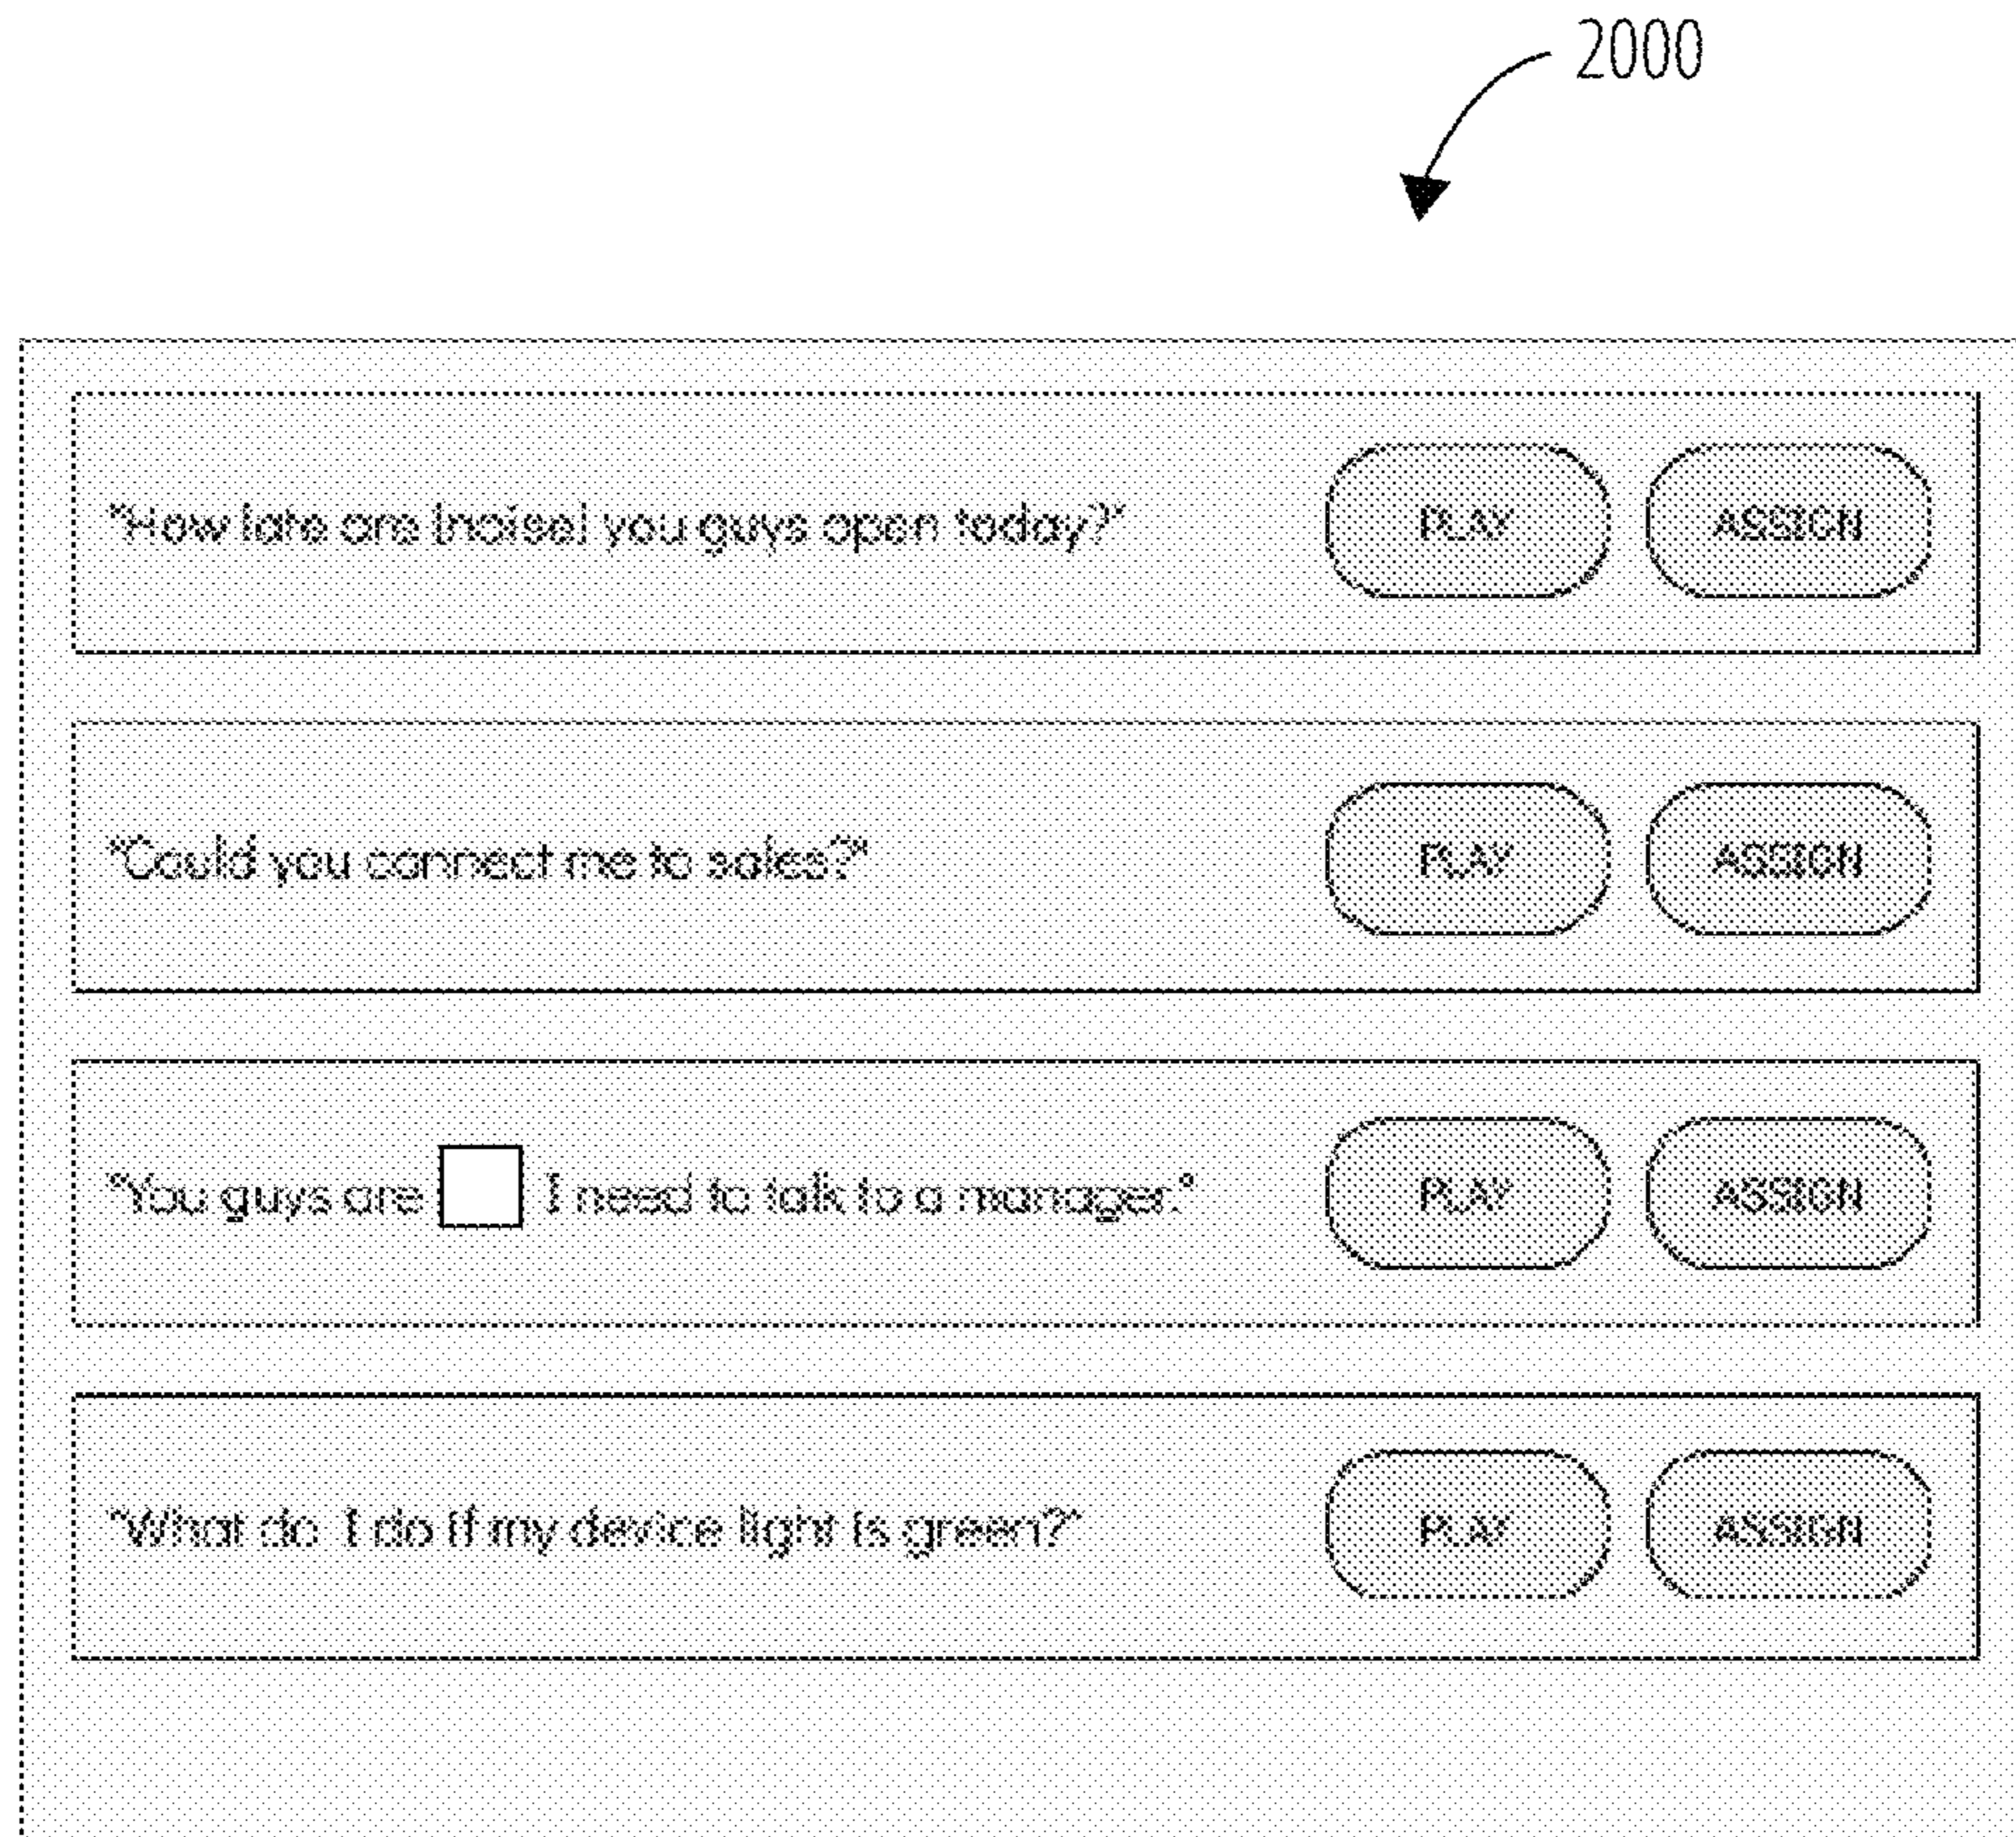 2000
"How late are [noise] you guys open today?" PLAY ASSIGN
"Could you connect me to sales?" PLAY ASSIGN
"You guys are I need to talk to a manager." PLAY ASSIGN
"What do I do if my device light is green?" PLAY ASSIGN